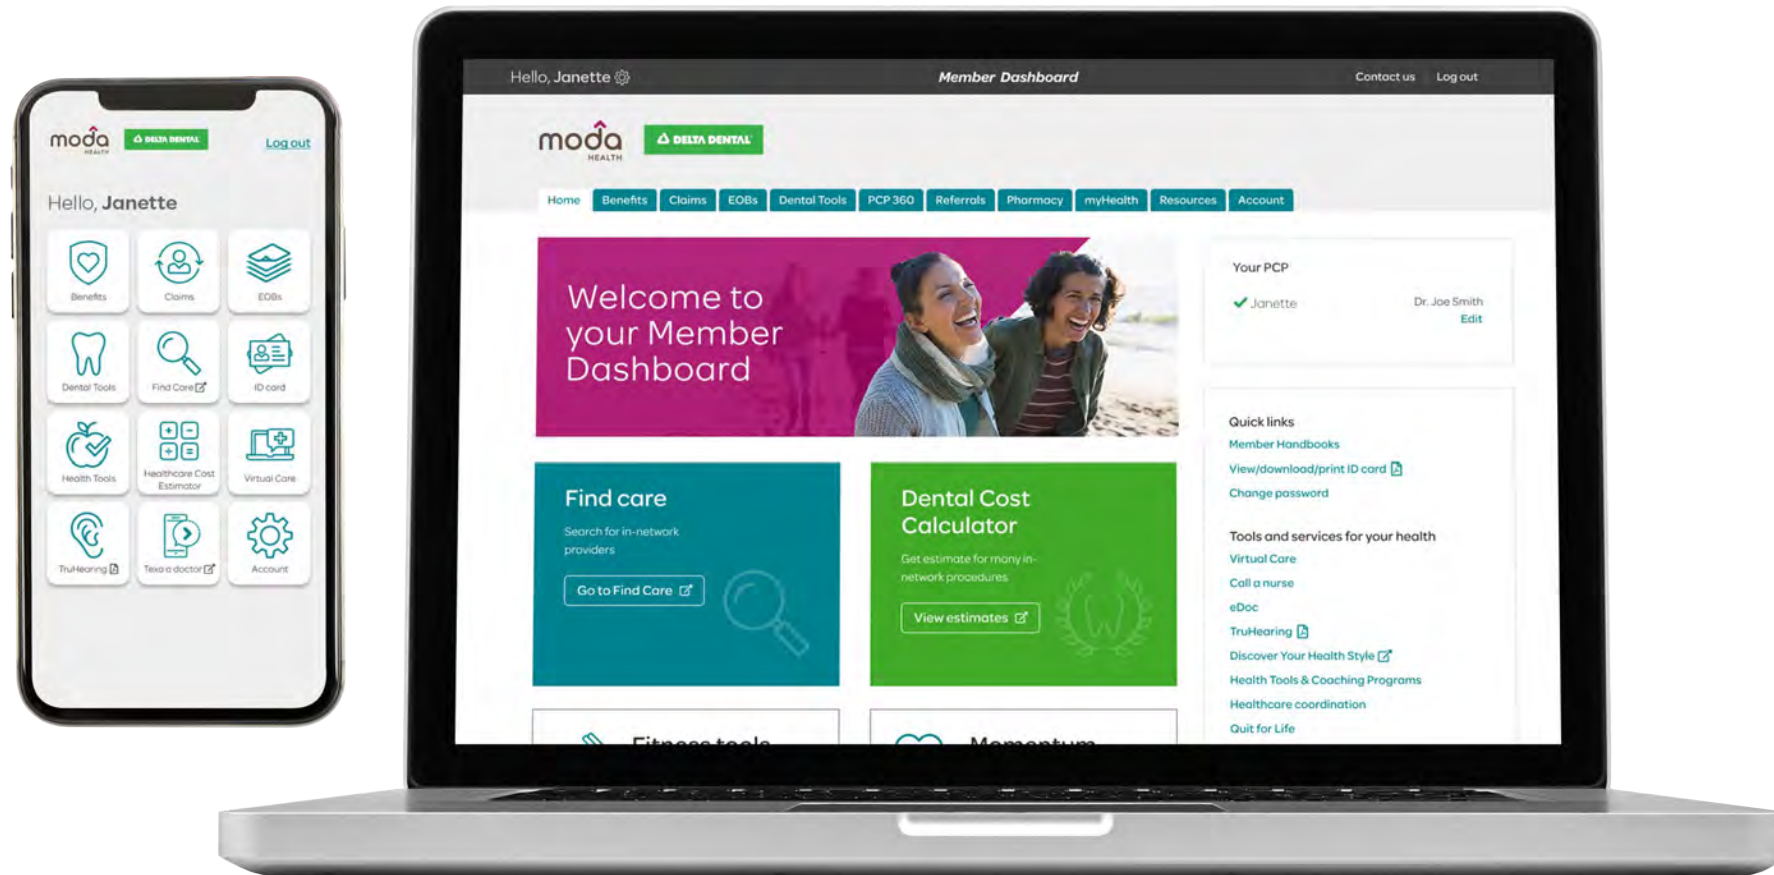 moda
HEALTH
DELTA DENTAL
Log out
Hello, Janette
Benefits
Claims
EOBs
Dental Tools
Find Care
ID card
Health Tools
Healthcare Cost
Estimator
Virtual Care
TruHearing
Texa a doctor
Account
Hello, Janette
Member Dashboard
Contact us
Log out
moda
HEALTH
DELTA DENTAL
Home
Benefits
Claims
EOBs
Dental Tools
PCP 360
Referrals
Pharmacy
myHealth
Resources
Account
Welcome to
your Member
Dashboard
Your PCP
Janette
Dr. Joe Smith
Edit
Find care
Search for in-network
providers
Go to Find Care
Dental Cost
Calculator
Get estimate for many in-
network procedures
View estimates
Quick links
Member Handbooks
View/download/print ID card
Change password
Tools and services for your health
Virtual Care
Call a nurse
eDoc
TruHearing
Discover Your Health Style
Health Tools & Coaching Programs
Healthcare coordination
Quit for Life
Fitness tools
Momentum